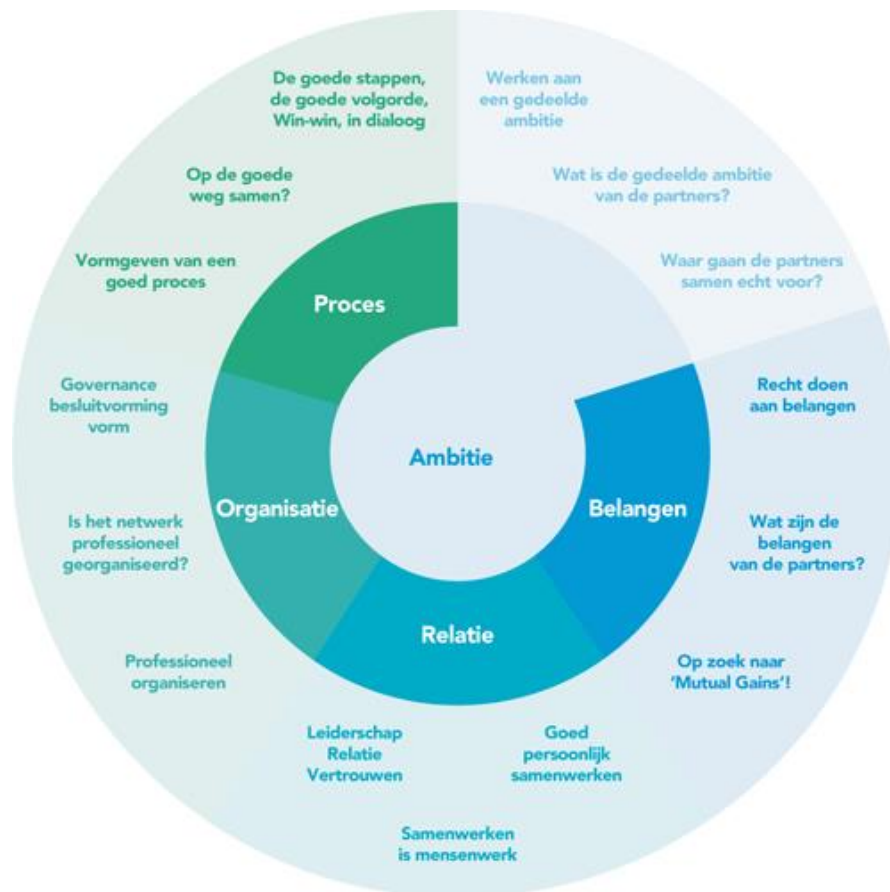 De goede stappen,
de goede volgorde,
Win-win, in dialoog
Op de goede
weg samen?
Vormgeven van een
goed proces
Proces
Werken aan
een gedeelde
ambitie
Wat is de gedeelde ambitie
van de partners?
Waar gaan de partners
samen echt voor?
Ambitie
Recht doen
aan belangen
Wat zijn de
belangen
van de partners?
Op zoek naar
‘Mutual Gains’!
Belangen
Governance
besluitvorming
vorm
Is het netwerk
professioneel
georganiseerd?
Professioneel
organiseren
Organisatie
Relatie
Leiderschap
Relatie
Vertrouwen
Goed
persoonlijk
samenwerken
Samenwerken
is mensenwerk